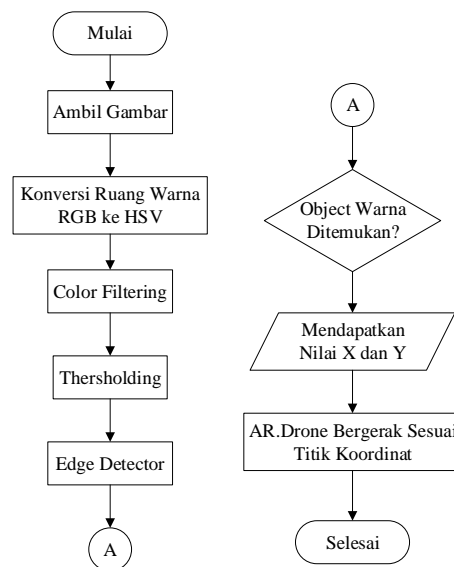 Mulai
Ambil Gambar
Konversi Ruang Warna
RGB ke HSV
Color Filtering
Thersholding
Edge Detector
A
A
Object Warna
Ditemukan?
Mendapatkan
Nilai X dan Y
AR.Drone Bergerak Sesuai
Titik Koordinat
Selesai